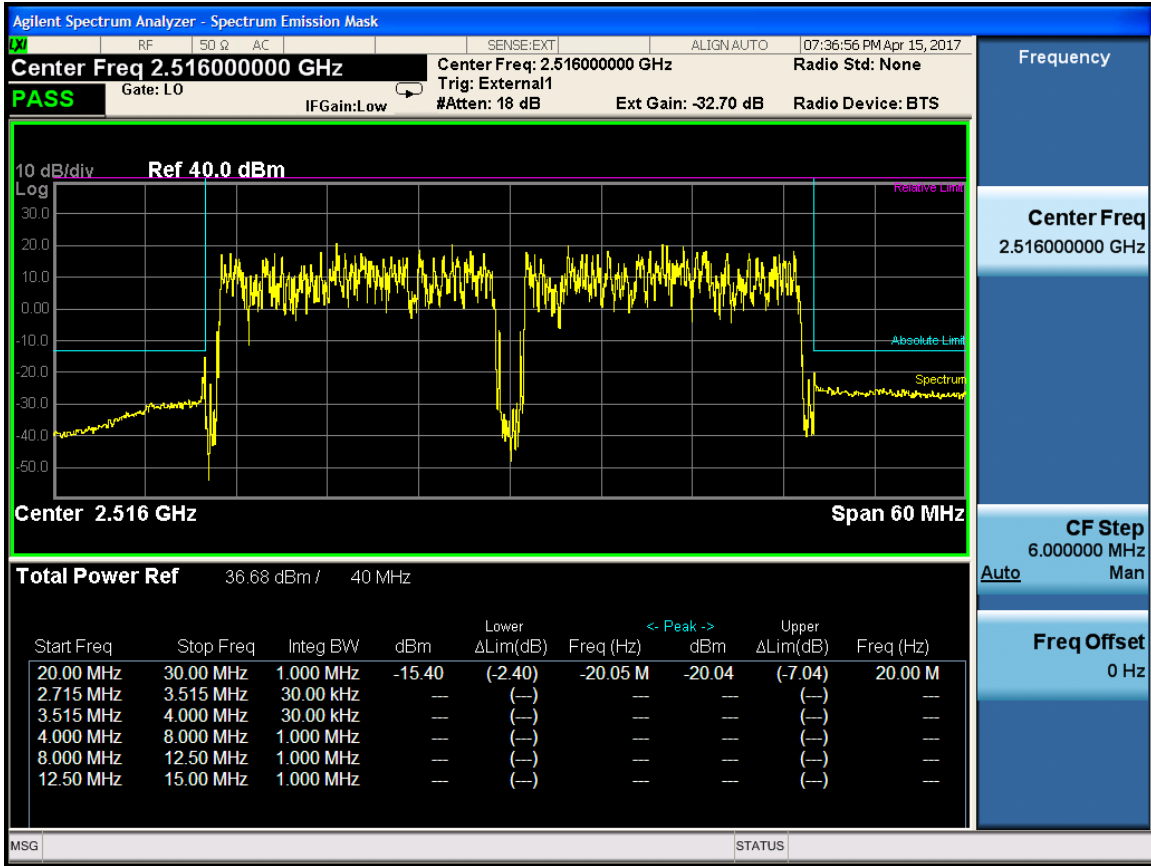 Agilent Spectrum Analyzer - Spectrum Emission Mask
LXI RF 50 Ω AC SENSE:EXT ALIGN AUTO 07:36:56 PM Apr 15, 2017
Center Freq 2.516000000 GHz
Center Freq: 2.516000000 GHz Radio Std: None
PASS Gate: LO Trig: External1
IFGain:Low #Atten: 18 dB Ext Gain: -32.70 dB Radio Device: BTS
10 dB/div Ref 40.0 dBm
Log
Relative Limit
30.0
20.0
10.0
0.00
-10.0
Absolute Limit
-20.0
Spectrum
-30.0
-40.0
-50.0
Center 2.516 GHz Span 60 MHz
Total Power Ref 36.68 dBm / 40 MHz
Lower <- Peak -> Upper
Start Freq Stop Freq Integ BW dBm ΔLim(dB) Freq (Hz) dBm ΔLim(dB) Freq (Hz)
20.00 MHz 30.00 MHz 1.000 MHz -15.40 (-2.40) -20.05 M -20.04 (-7.04) 20.00 M
2.715 MHz 3.515 MHz 30.00 kHz --- (---) --- --- (---) ---
3.515 MHz 4.000 MHz 30.00 kHz --- (---) --- --- (---) ---
4.000 MHz 8.000 MHz 1.000 MHz --- (---) --- --- (---) ---
8.000 MHz 12.50 MHz 1.000 MHz --- (---) --- --- (---) ---
12.50 MHz 15.00 MHz 1.000 MHz --- (---) --- --- (---) ---
MSG STATUS
Frequency
Center Freq
2.516000000 GHz
CF Step
6.000000 MHz
Auto Man
Freq Offset
0 Hz